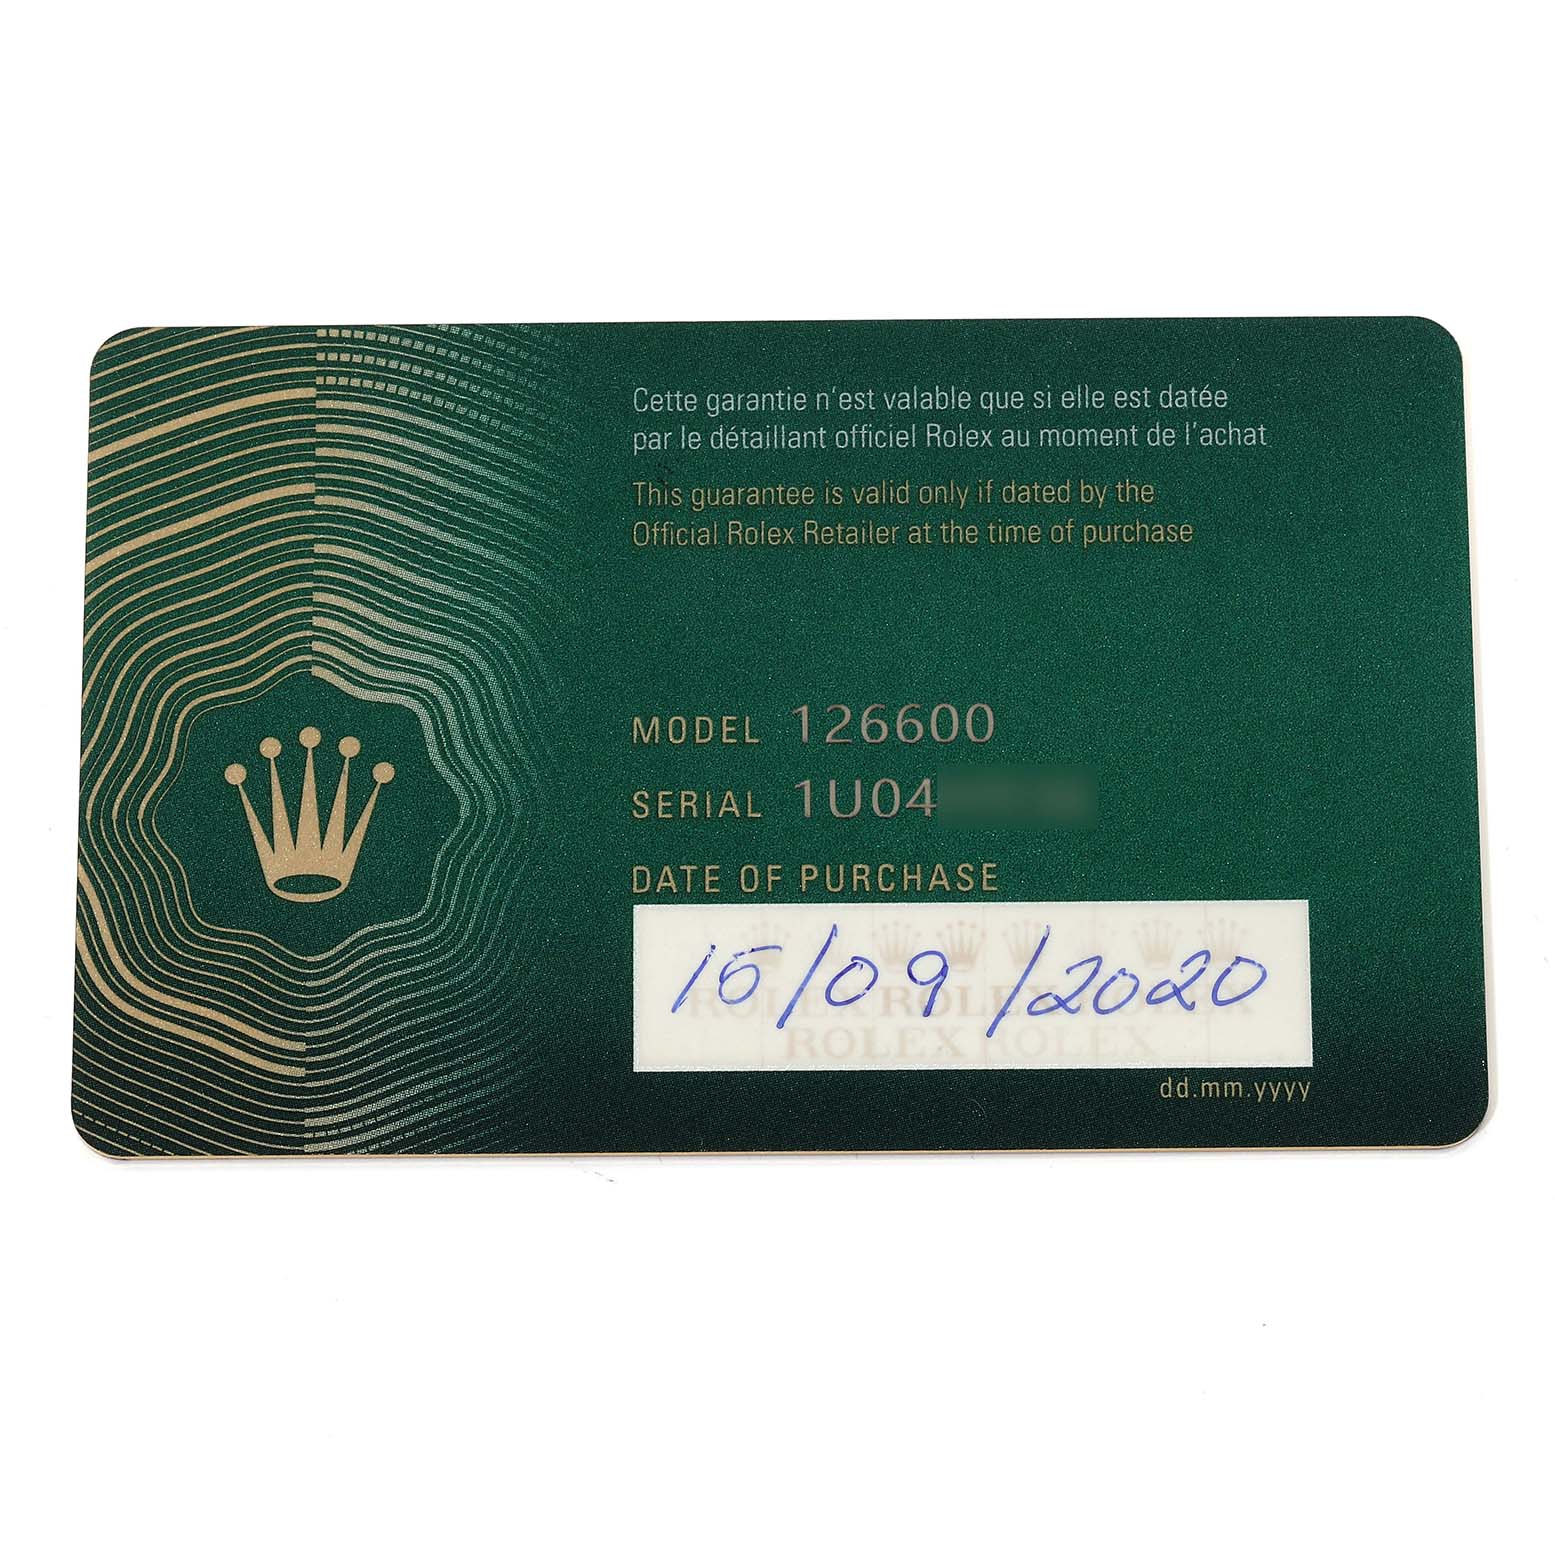 Cette garantie n'est valable que si elle est datée
par le détaillant officiel Rolex au moment de l'achat
This guarantee is valid only if dated by the
Official Rolex Retailer at the time of purchase
MODEL 126600
SERIAL 1U04
DATE OF PURCHASE
15/09/2020
ROLEX ROLEX ROLEX
ROLEX ROLEX
dd.mm.yyyy